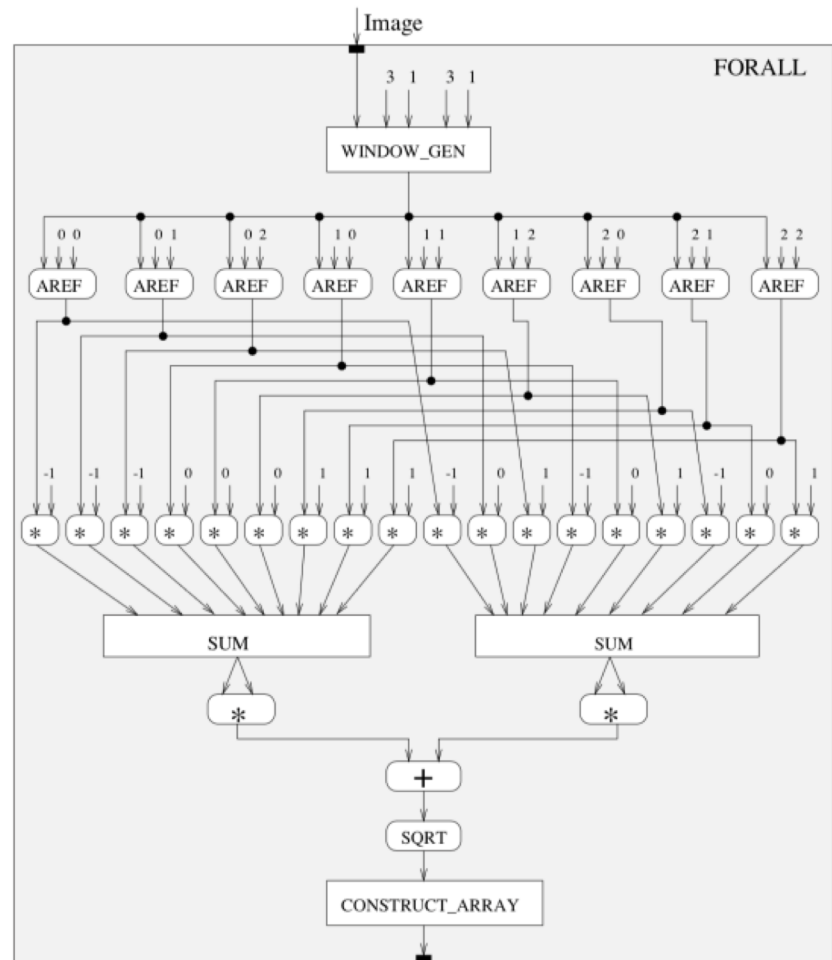 Image
FORALL
3 1 3 1
WINDOW_GEN
0 0 0 1 0 2 1 0 1 1 1 2 2 0 2 1 2 2
AREF AREF AREF AREF AREF AREF AREF AREF AREF
-1 -1 -1 0 0 0 1 1 1 -1 0 1 -1 0 1 -1 0 1
* * * * * * * * * * * * * * * * * *
SUM SUM
* *
+
SQRT
CONSTRUCT_ARRAY